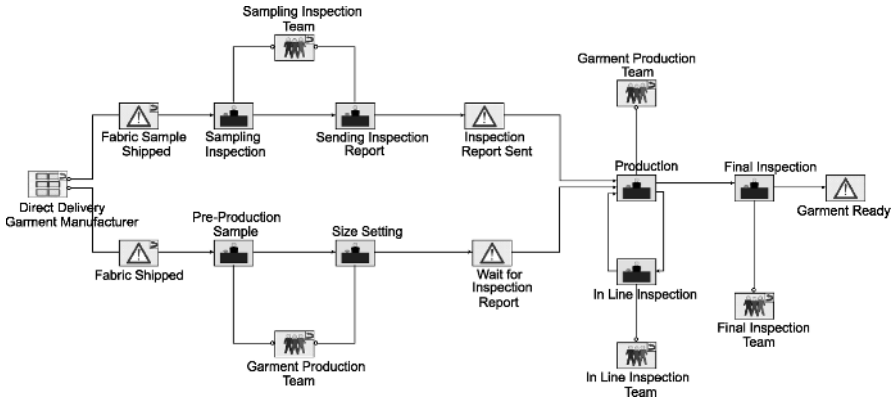 Sampling Inspection
Team
Garment Production
Team
Fabric Sample
Shipped
Sampling
Inspection
Sending Inspection
Report
Inspection
Report Sent
Production
Final Inspection
Garment Ready
Direct Delivery
Garment Manufacturer
Pre-Production
Sample
Size Setting
Fabric Shipped
Wait for
Inspection
Report
In Line Inspection
Final Inspection
Team
Garment Production
Team
In Line Inspection
Team